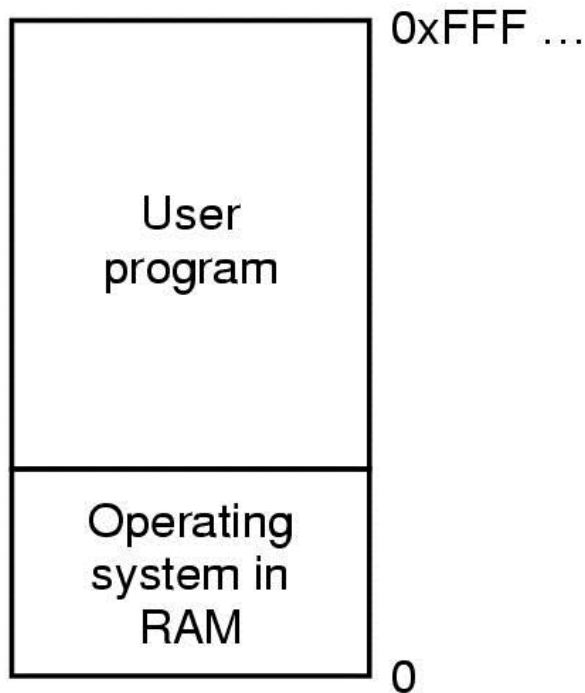 0xFFF …
User
program
Operating
system in
RAM
0